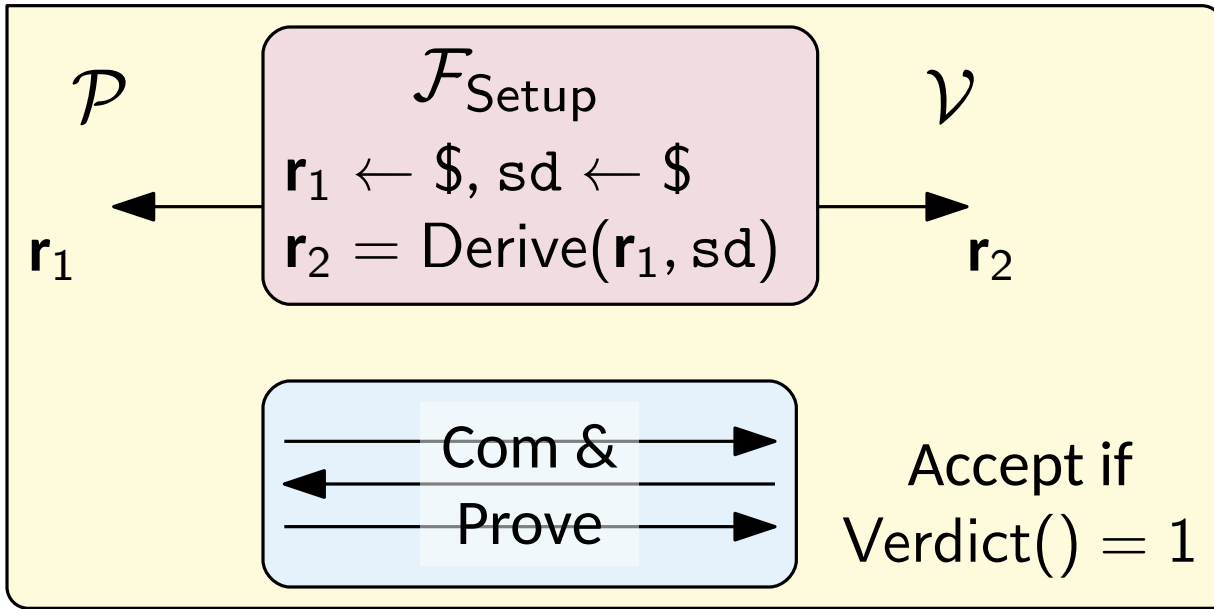 𝒫
ℱ_Setup
𝒱
r₁ ← $, sd ← $
r₂ = Derive(r₁, sd)
r₁
r₂
Com &
Prove
Accept if
Verdict() = 1